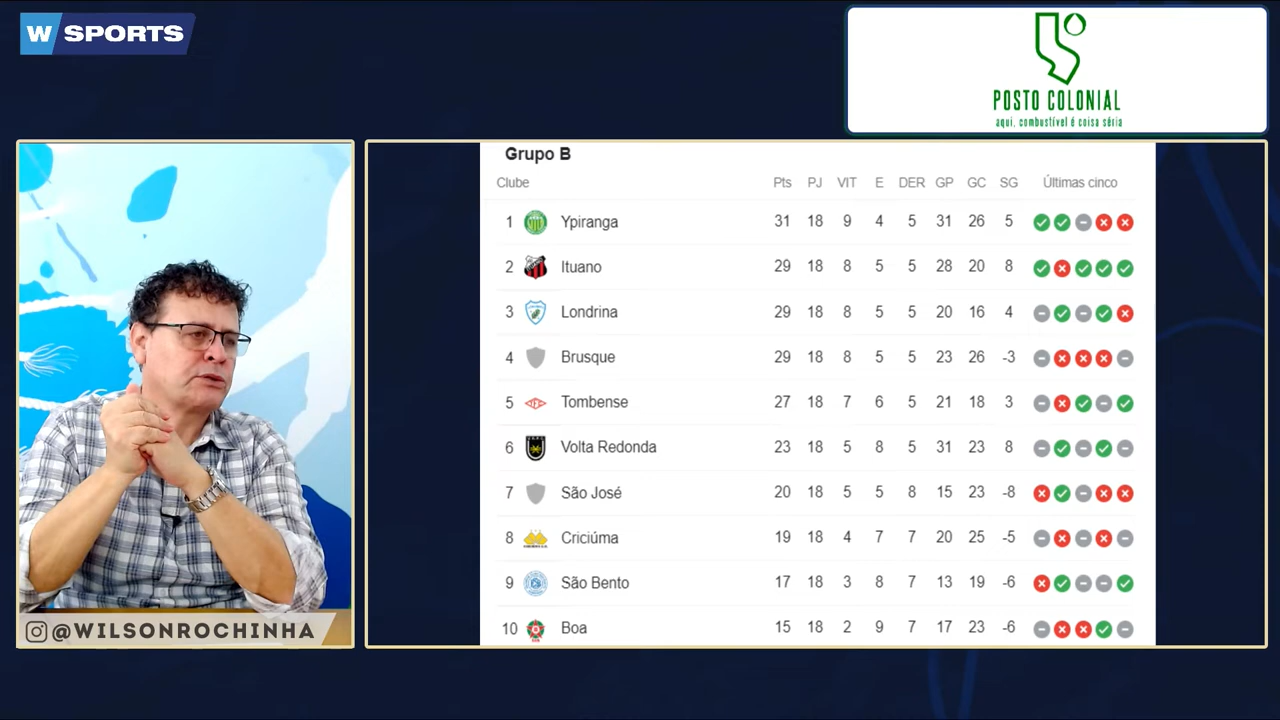 W SPORTS
POSTO COLONIAL
aqui, combustível é coisa séria
Grupo B
Clube Pts PJ VIT E DER GP GC SG Últimas cinco
1 Ypiranga 31 18 9 4 5 31 26 5
2 Ituano 29 18 8 5 5 28 20 8
3 Londrina 29 18 8 5 5 20 16 4
4 Brusque 29 18 8 5 5 23 26 -3
5 Tombense 27 18 7 6 5 21 18 3
6 Volta Redonda 23 18 5 8 5 31 23 8
7 São José 20 18 5 5 8 15 23 -8
8 Criciúma 19 18 4 7 7 20 25 -5
9 São Bento 17 18 3 8 7 13 19 -6
10 Boa 15 18 2 9 7 17 23 -6
@WILSONROCHINHA